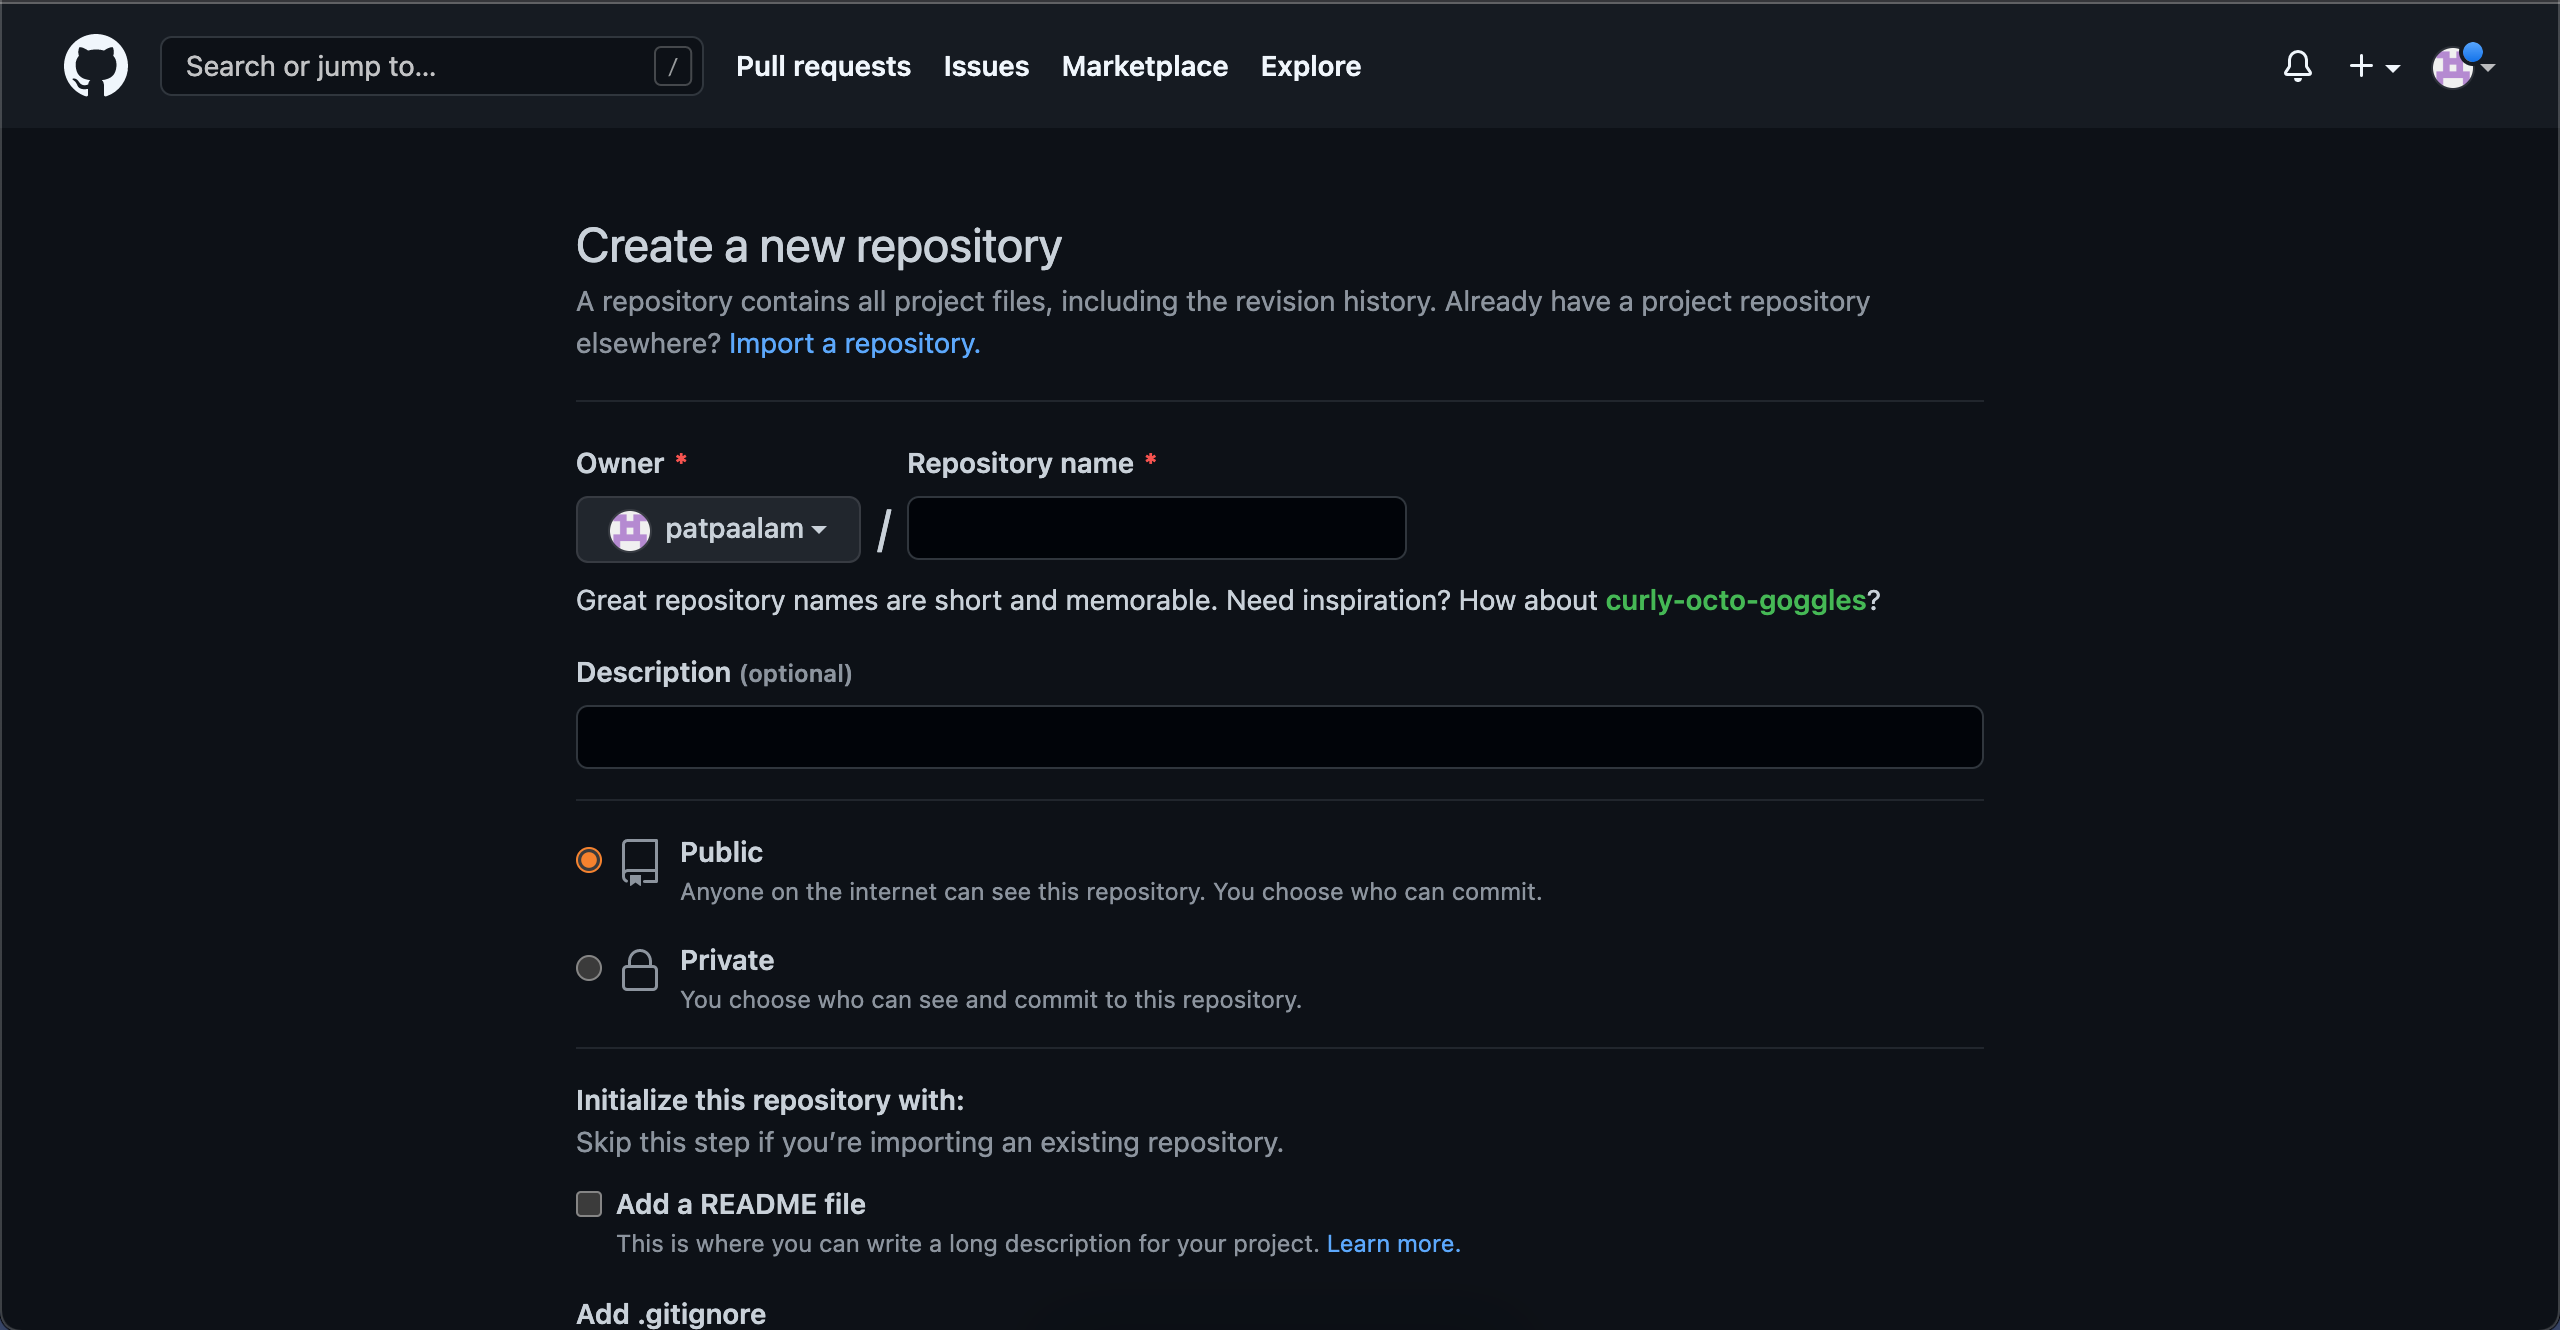 Search or jump to...
/
Pull requests
Issues
Marketplace
Explore
Create a new repository
A repository contains all project files, including the revision history. Already have a project repository
elsewhere? Import a repository.
Owner *
Repository name *
patpaalam
/
Great repository names are short and memorable. Need inspiration? How about curly-octo-goggles?
Description (optional)
Public
Anyone on the internet can see this repository. You choose who can commit.
Private
You choose who can see and commit to this repository.
Initialize this repository with:
Skip this step if you’re importing an existing repository.
Add a README file
This is where you can write a long description for your project. Learn more.
Add .gitignore